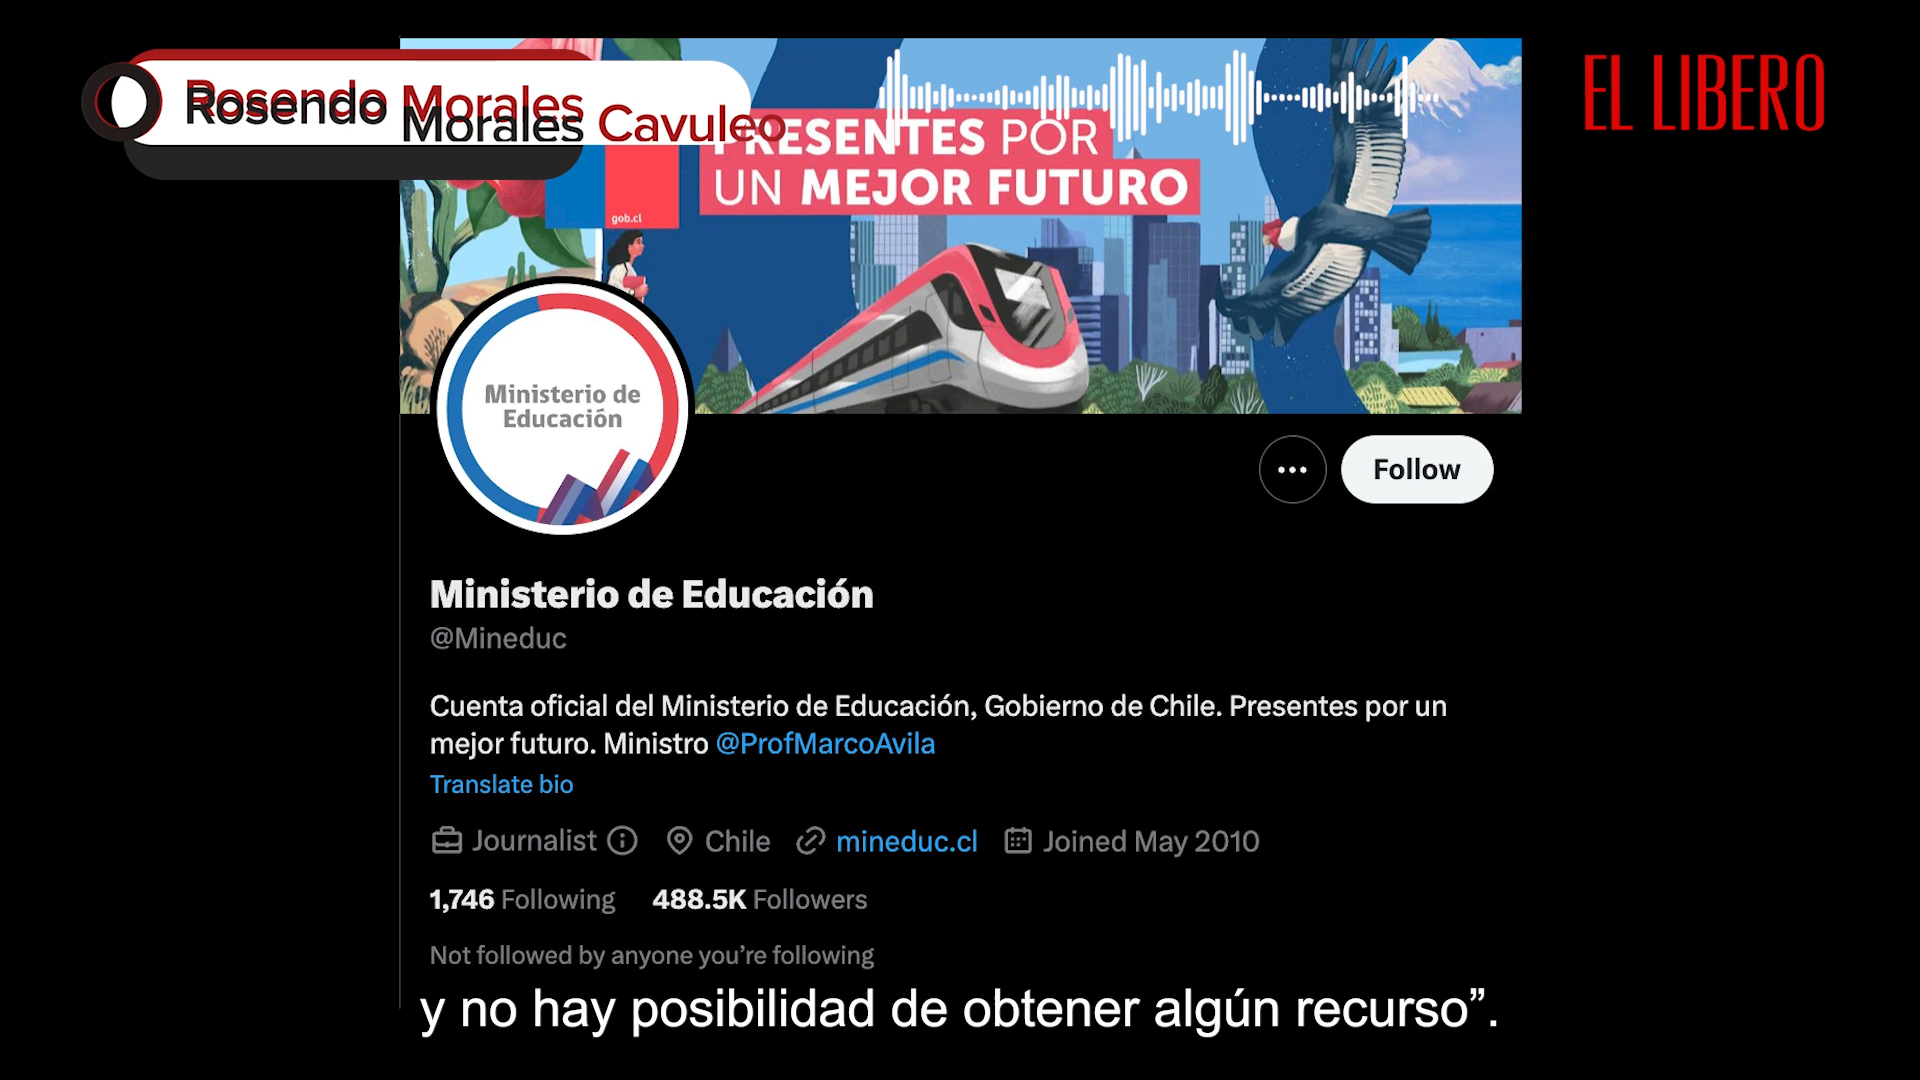 Rosendo Morales Cavuleo
EL LIBERO
PRESENTES POR
UN MEJOR FUTURO
gob.cl
Ministerio de
Educación
Follow
Ministerio de Educación
@Mineduc
Cuenta oficial del Ministerio de Educación, Gobierno de Chile. Presentes por un
mejor futuro. Ministro @ProfMarcoAvila
Translate bio
Journalist Chile mineduc.cl Joined May 2010
1,746 Following 488.5K Followers
Not followed by anyone you’re following
y no hay posibilidad de obtener algún recurso”.